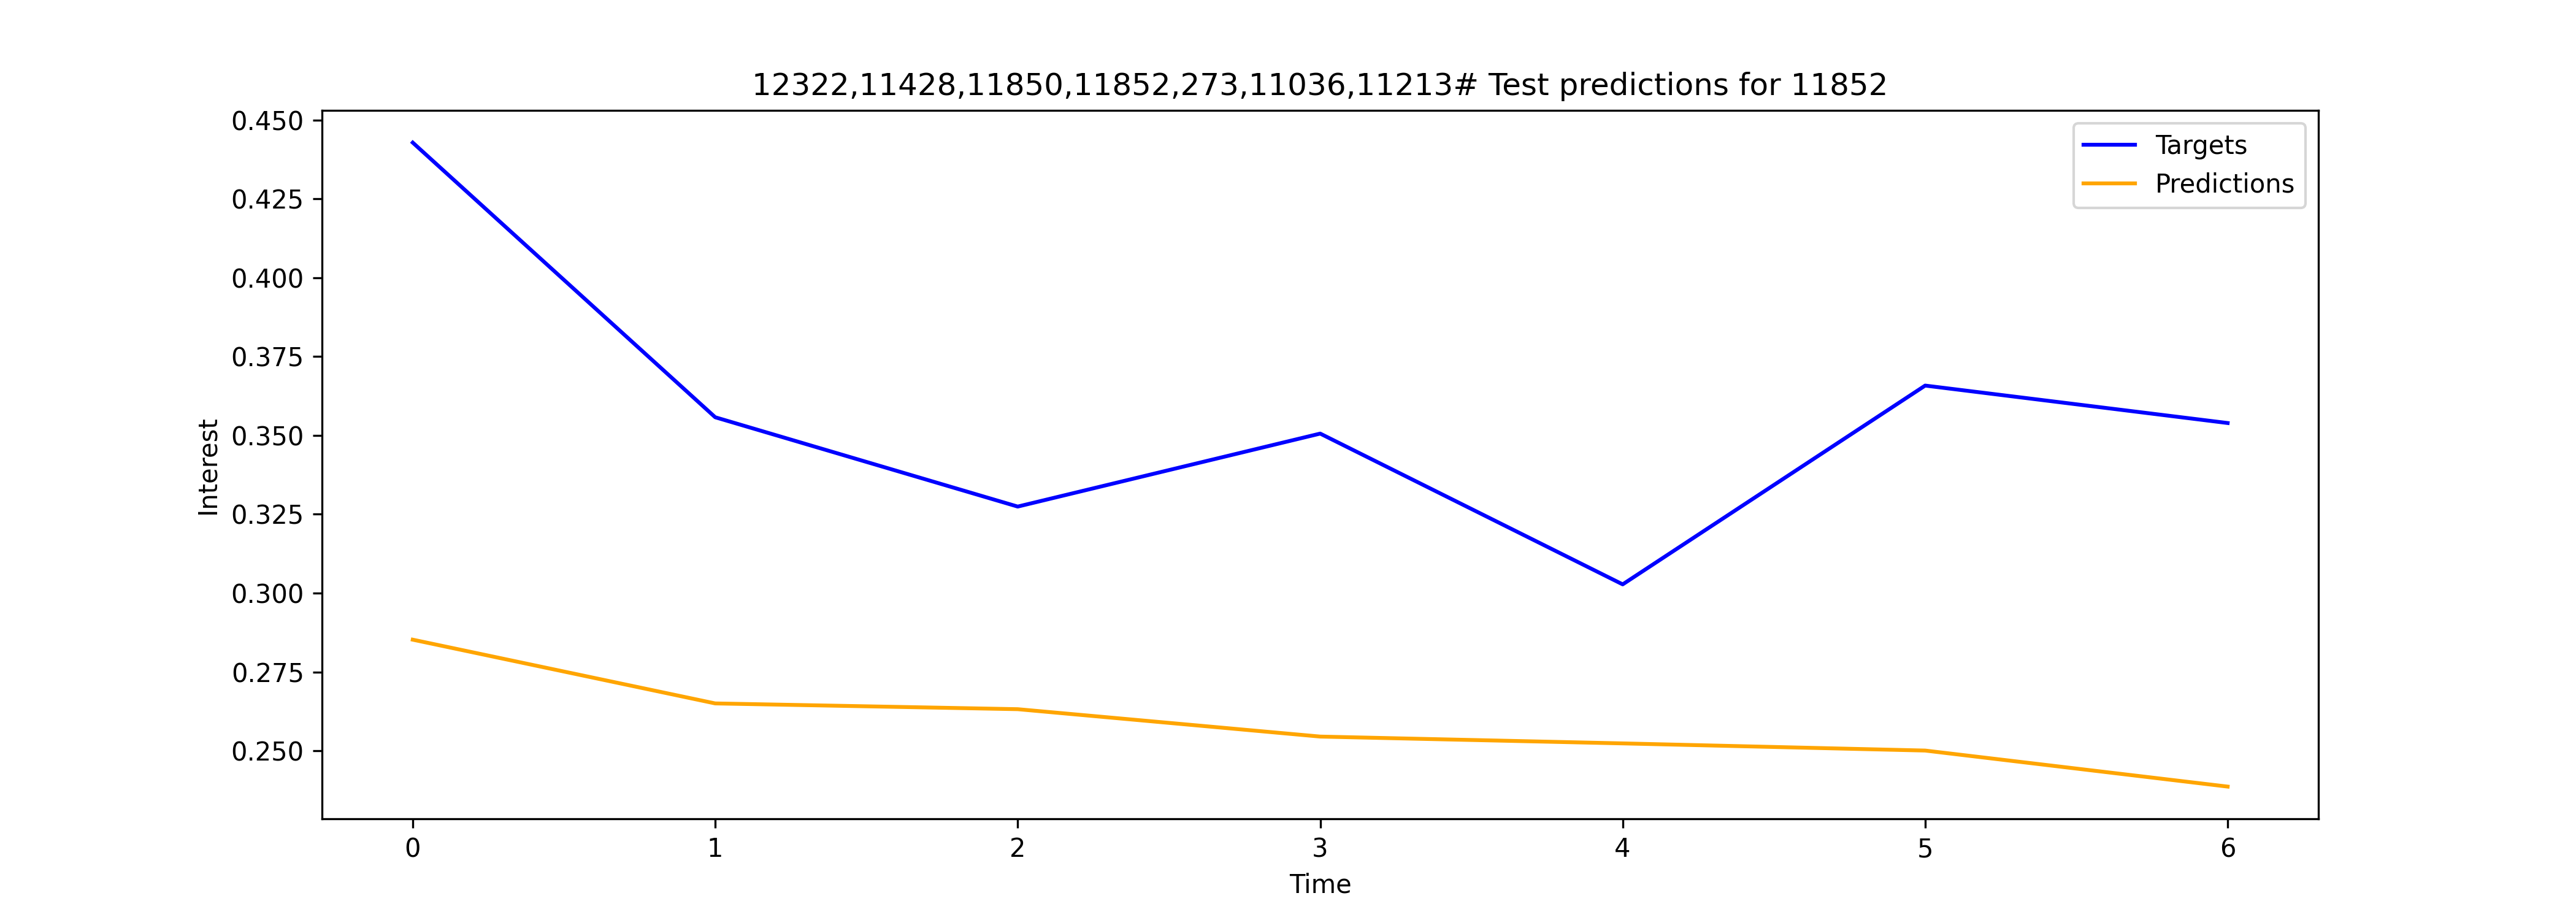 12322,11428,11850,11852,273,11036,11213# Test predictions for 11852
0.450
0.425
0.400
0.375
0.350
0.325
0.300
0.275
0.250
Interest
Targets
Predictions
0 1 2 3 4 5 6
Time